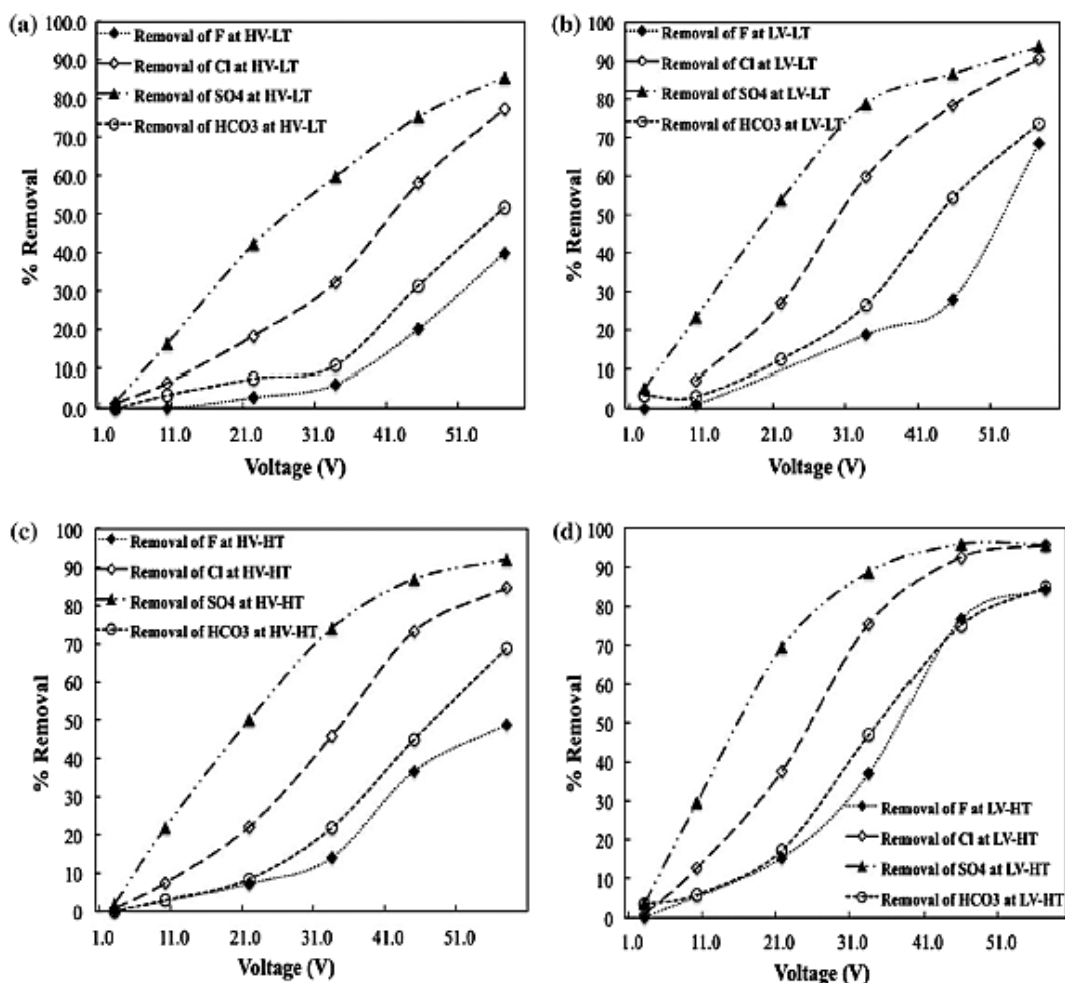 (a)
100.0
90.0
80.0
70.0
60.0
50.0
40.0
30.0
20.0
10.0
0.0
% Removal
Removal of F at HV-LT
Removal of Cl at HV-LT
Removal of SO4 at HV-LT
Removal of HCO3 at HV-LT
1.0 11.0 21.0 31.0 41.0 51.0
Voltage (V)
(b)
100
90
80
70
60
50
40
30
20
10
0
% Removal
Removal of F at LV-LT
Removal of Cl at LV-LT
Removal of SO4 at LV-LT
Removal of HCO3 at LV-LT
1.0 11.0 21.0 31.0 41.0 51.0
Voltage (V)
(c)
100
90
80
70
60
50
40
30
20
10
0
% Removal
Removal of F at HV-HT
Removal of Cl at HV-HT
Removal of SO4 at HV-HT
Removal of HCO3 at HV-HT
1.0 11.0 21.0 31.0 41.0 51.0
Voltage (V)
(d)
100
90
80
70
60
50
40
30
20
10
0
% Removal
Removal of F at LV-HT
Removal of Cl at LV-HT
Removal of SO4 at LV-HT
Removal of HCO3 at LV-HT
1.0 11.0 21.0 31.0 41.0 51.0
Voltage (V)